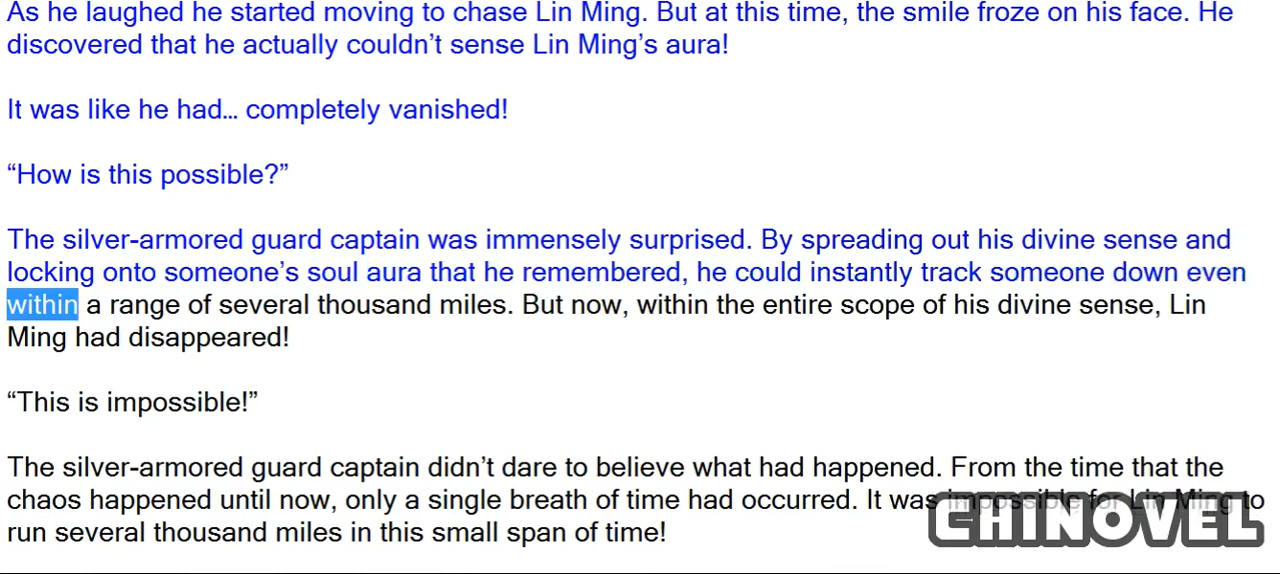 As he laughed he started moving to chase Lin Ming. But at this time, the smile froze on his face. He
discovered that he actually couldn’t sense Lin Ming’s aura!
It was like he had… completely vanished!
“How is this possible?”
The silver-armored guard captain was immensely surprised. By spreading out his divine sense and
locking onto someone’s soul aura that he remembered, he could instantly track someone down even
within a range of several thousand miles. But now, within the entire scope of his divine sense, Lin
Ming had disappeared!
“This is impossible!”
The silver-armored guard captain didn’t dare to believe what had happened. From the time that the
chaos happened until now, only a single breath of time had occurred. It was impossible for Lin Ming to
run several thousand miles in this small span of time!
CHINOVEL